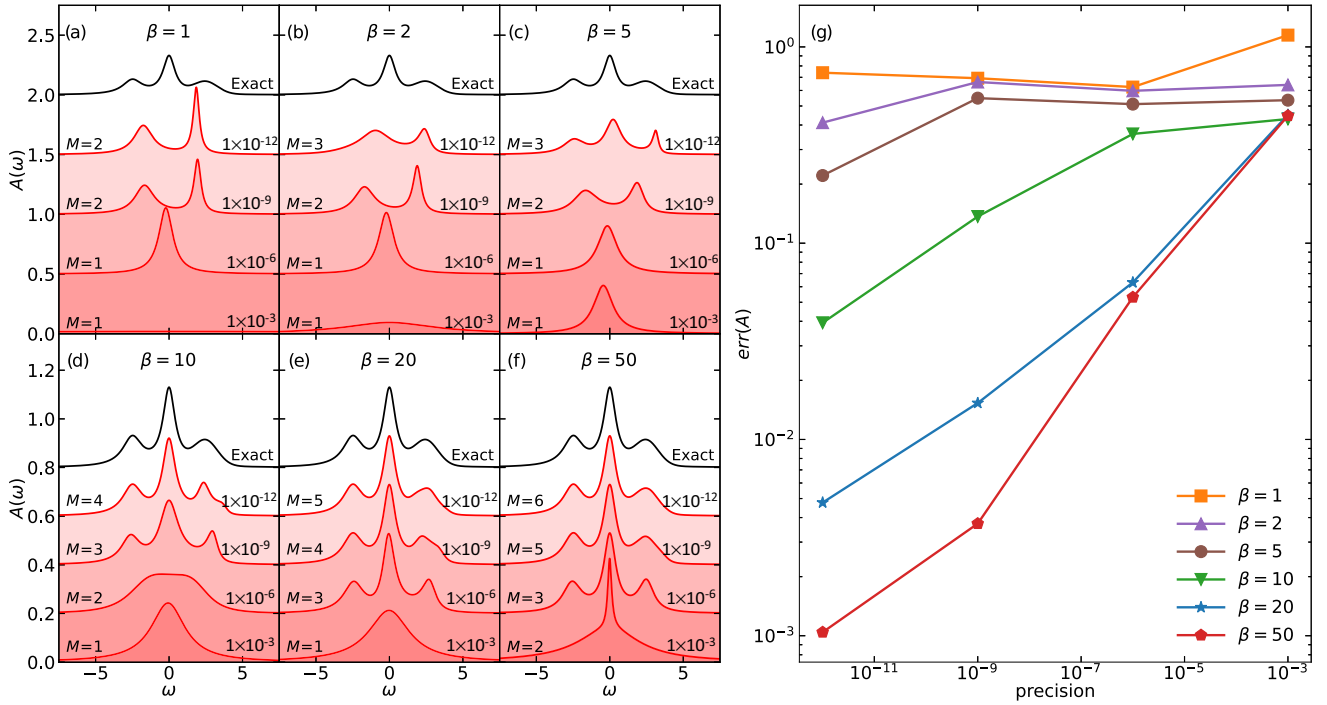 (a) β = 1
2.5
2.0
1.5
1.0
0.5
0.0
A(ω)
Exact
M=2 1×10⁻¹²
M=2 1×10⁻⁹
M=1 1×10⁻⁶
M=1 1×10⁻³
(b) β = 2
Exact
M=3 1×10⁻¹²
M=2 1×10⁻⁹
M=1 1×10⁻⁶
M=1 1×10⁻³
(c) β = 5
Exact
M=3 1×10⁻¹²
M=2 1×10⁻⁹
M=1 1×10⁻⁶
M=1 1×10⁻³
(d) β = 10
1.2
1.0
0.8
0.6
0.4
0.2
0.0
A(ω)
Exact
M=4 1×10⁻¹²
M=3 1×10⁻⁹
M=2 1×10⁻⁶
M=1 1×10⁻³
−5 0 5
ω
(e) β = 20
Exact
M=5 1×10⁻¹²
M=4 1×10⁻⁹
M=3 1×10⁻⁶
M=1 1×10⁻³
−5 0 5
ω
(f) β = 50
Exact
M=6 1×10⁻¹²
M=5 1×10⁻⁹
M=3 1×10⁻⁶
M=2 1×10⁻³
−5 0 5
ω
(g)
10⁰
10⁻¹
10⁻²
10⁻³
err(A)
β = 1
β = 2
β = 5
β = 10
β = 20
β = 50
10⁻¹¹ 10⁻⁹ 10⁻⁷ 10⁻⁵ 10⁻³
precision